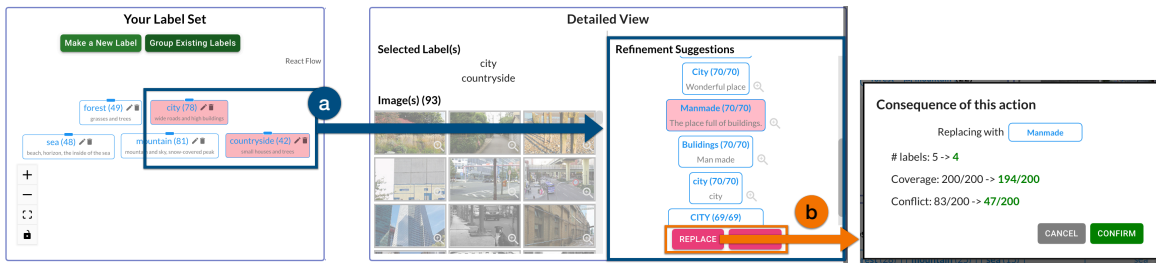 Your Label Set
Make a New Label
Group Existing Labels
React Flow
forest (49)
grasses and trees
city (78)
wide roads and high buildings
sea (48)
beach, horizon, the inside of the sea
mountain (81)
mountain and sky, snow-covered peak
countryside (42)
small houses and trees
a
Detailed View
Selected Label(s)
city
countryside
Image(s) (93)
Refinement Suggestions
City (70/70)
Wonderful place
Manmade (70/70)
The place full of buildings.
Bulidings (70/70)
Man made
city (70/70)
city
CITY (69/69)
REPLACE
b
Consequence of this action
Replacing with Manmade
# labels: 5 -> 4
Coverage: 200/200 -> 194/200
Conflict: 83/200 -> 47/200
CANCEL
CONFIRM